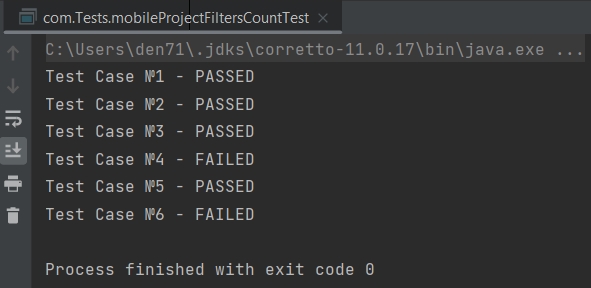 com.Tests.mobileProjectFiltersCountTest ×
C:\Users\den71\.jdks\corretto-11.0.17\bin\java.exe ...
Test Case №1 - PASSED
Test Case №2 - PASSED
Test Case №3 - PASSED
Test Case №4 - FAILED
Test Case №5 - PASSED
Test Case №6 - FAILED
Process finished with exit code 0